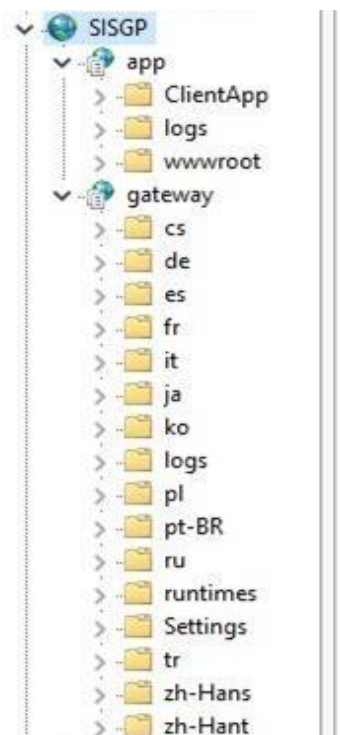 SISGP
app
ClientApp
logs
wwwroot
gateway
cs
de
es
fr
it
ja
ko
logs
pl
pt-BR
ru
runtimes
Settings
tr
zh-Hans
zh-Hant